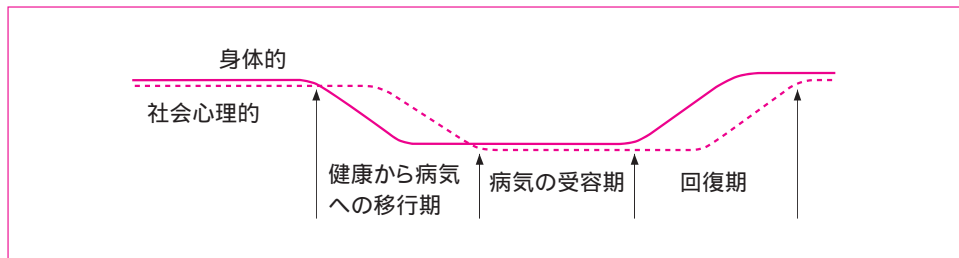 身体的
社会心理的
健康から病気
への移行期
病気の受容期
回復期